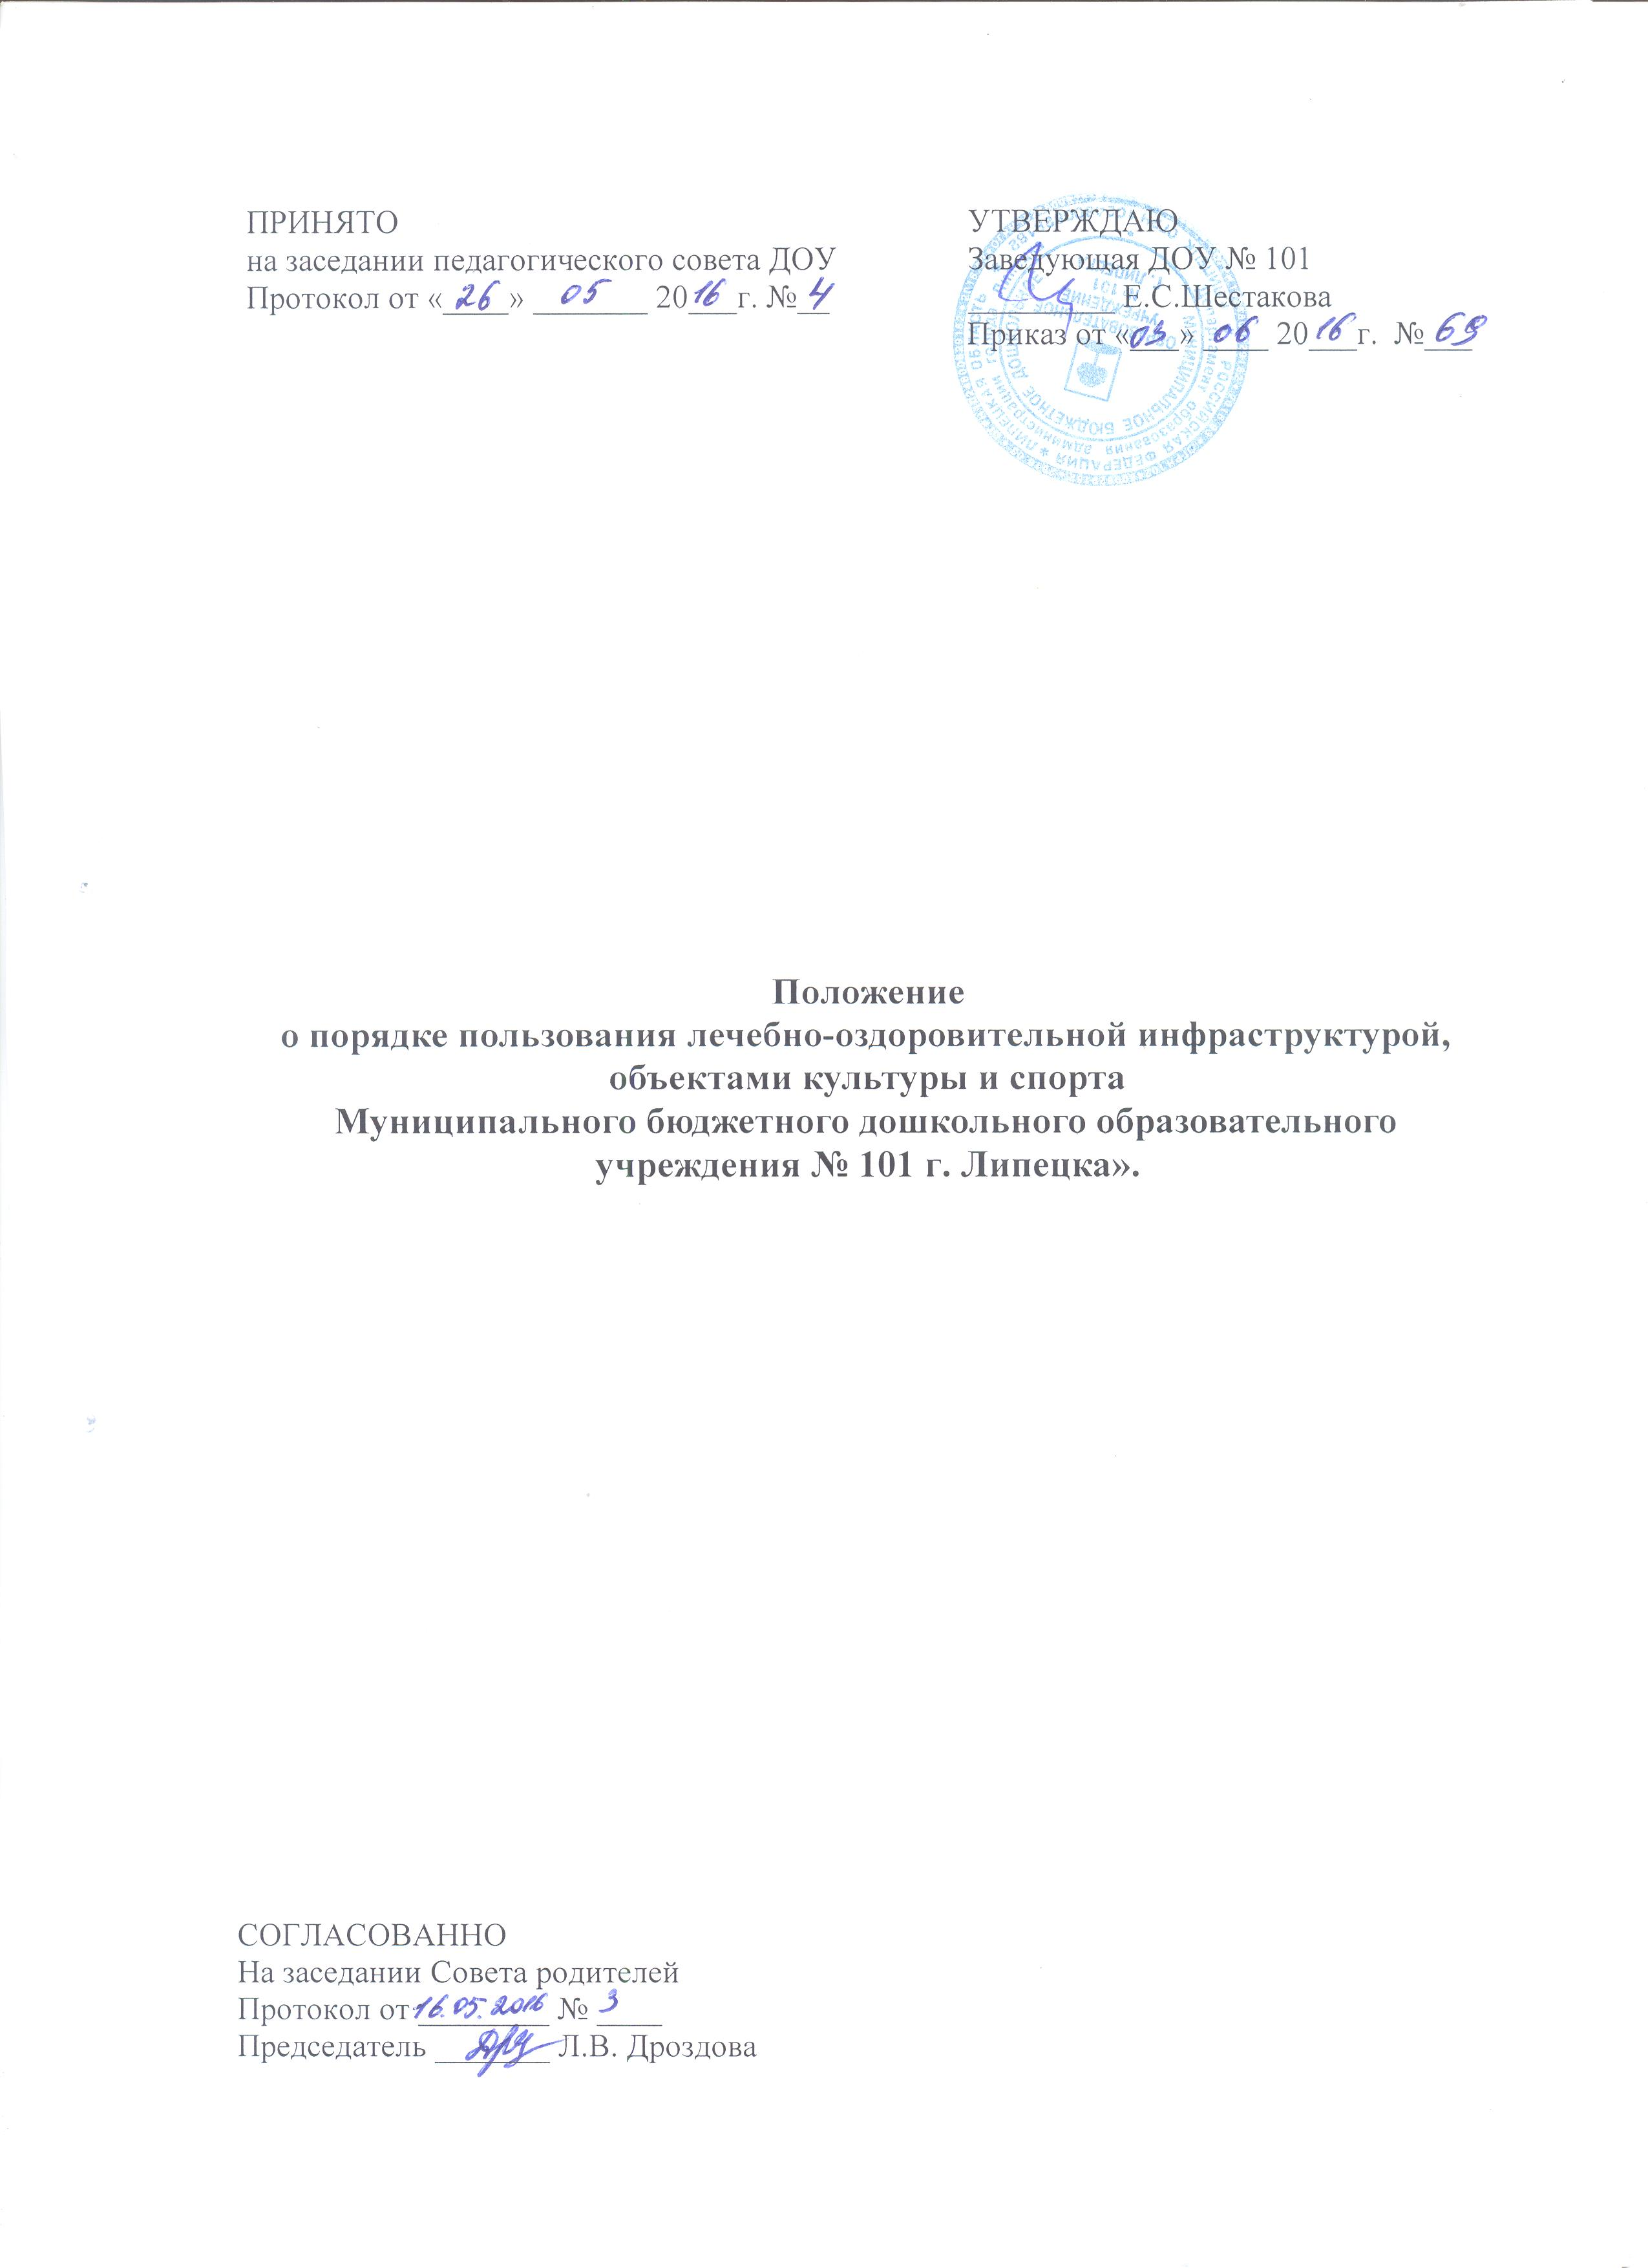 ПРИНЯТО
на заседании педагогического совета ДОУ
Протокол от «26» 05 2016г. №4
УТВЕРЖДАЮ
Заведующая ДОУ № 101
Е.С.Шестакова
Приказ от «03» 06 2016г. №69
Положение
о порядке пользования лечебно-оздоровительной инфраструктурой,
объектами культуры и спорта
Муниципального бюджетного дошкольного образовательного
учреждения № 101 г. Липецка».
СОГЛАСОВАННО
На заседании Совета родителей
Протокол от 16.05.2016 № 3
Председатель Л.В. Дроздова